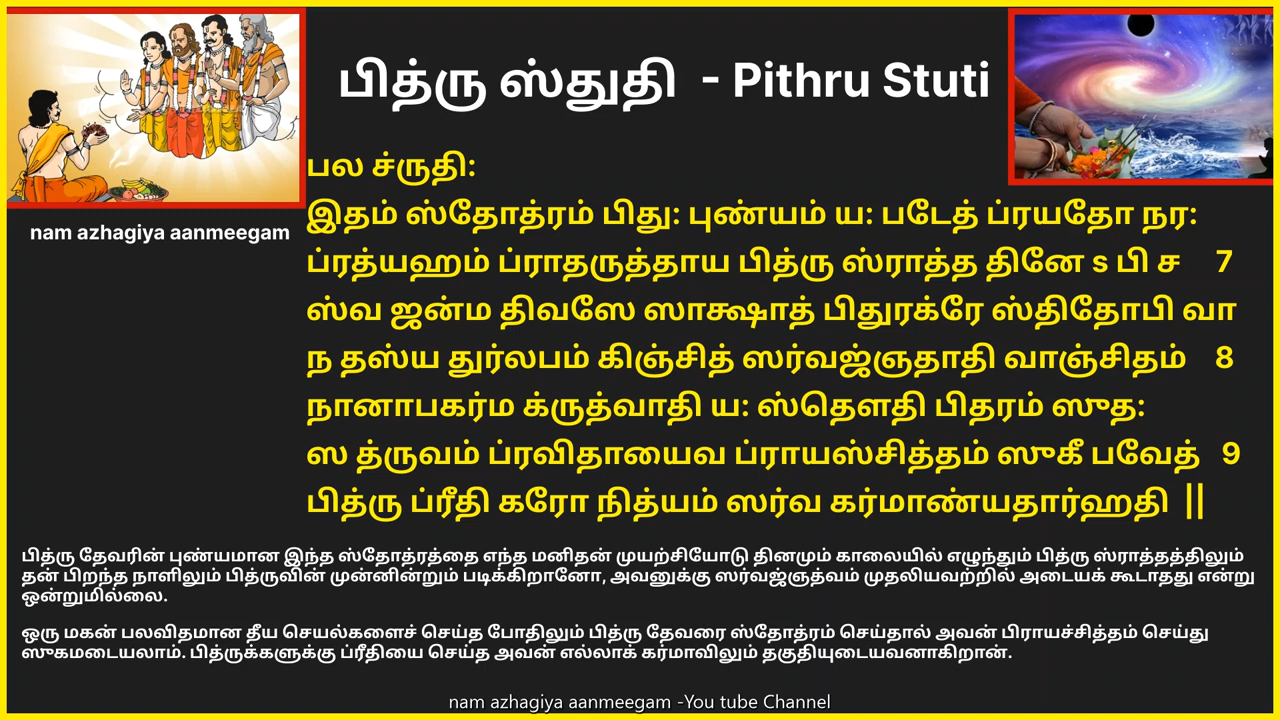 பித்ரு ஸ்துதி - Pithru Stuti
nam azhagiya aanmeegam
பல ச்ருதி:
இதம் ஸ்தோத்ரம் பிது: புண்யம் ய: படேத் ப்ரயதோ நர:
ப்ரத்யஹம் ப்ராதருத்தாய பித்ரு ஸ்ராத்த தினே s பி ச 7
ஸ்வ ஜன்ம திவஸே ஸாக்ஷாத் பிதுரக்ரே ஸ்திதோபி வா
ந தஸ்ய துர்லபம் கிஞ்சித் ஸர்வஜ்ஞதாதி வாஞ்சிதம் 8
நானாபகர்ம க்ருத்வாதி ய: ஸ்தௌதி பிதரம் ஸுத:
ஸ த்ருவம் ப்ரவிதாயைவ ப்ராயஸ்சித்தம் ஸுகீ பவேத் 9
பித்ரு ப்ரீதி கரோ நித்யம் ஸர்வ கர்மாண்யதார்ஹதி ||
பித்ரு தேவரின் புண்யமான இந்த ஸ்தோத்ரத்தை எந்த மனிதன் முயற்சியோடு தினமும் காலையில் எழுந்தும் பித்ரு ஸ்ராத்தத்திலும்
தன் பிறந்த நாளிலும் பித்ருவின் முன்னின்றும் படிக்கிறானோ, அவனுக்கு ஸர்வஜ்ஞத்வம் முதலியவற்றில் அடையக் கூடாதது என்று
ஒன்றுமில்லை.
ஒரு மகன் பலவிதமான தீய செயல்களைச் செய்த போதிலும் பித்ரு தேவரை ஸ்தோத்ரம் செய்தால் அவன் பிராயச்சித்தம் செய்து
ஸுகமடையலாம். பித்ருக்களுக்கு ப்ரீதியை செய்த அவன் எல்லாக் கர்மாவிலும் தகுதியுடையவனாகிறான்.
nam azhagiya aanmeegam -You tube Channel